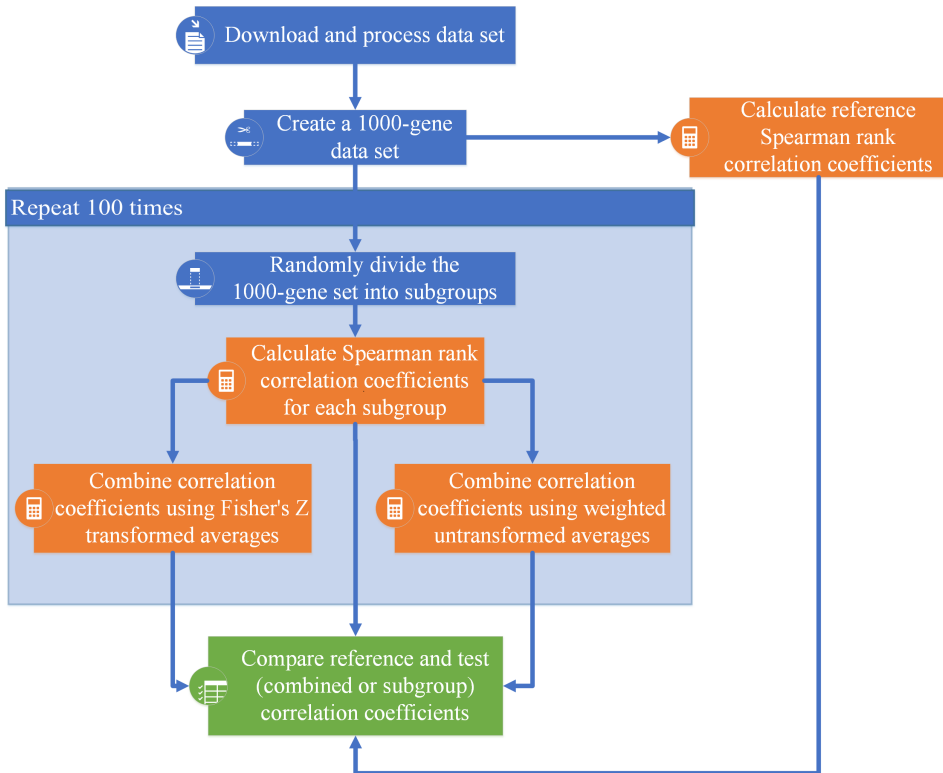 Download and process data set
Create a 1000-gene
data set
Calculate reference
Spearman rank
correlation coefficients
Repeat 100 times
Randomly divide the
1000-gene set into subgroups
Calculate Spearman rank
correlation coefficients
for each subgroup
Combine correlation
coefficients using Fisher's Z
transformed averages
Combine correlation
coefficients using weighted
untransformed averages
Compare reference and test
(combined or subgroup)
correlation coefficients